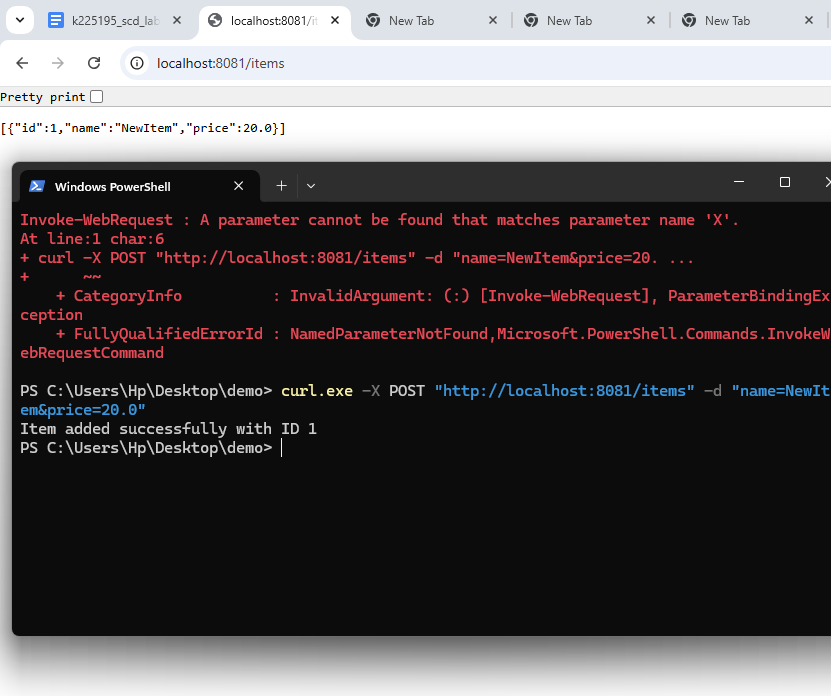 k225195_scd_lab
localhost:8081/it
New Tab
New Tab
New Tab
localhost:8081/items
Pretty print
[{"id":1,"name":"NewItem","price":20.0}]
Windows PowerShell
Invoke-WebRequest : A parameter cannot be found that matches parameter name 'X'.
At line:1 char:6
+ curl -X POST "http://localhost:8081/items" -d "name=NewItem&price=20. ...
+      ~~
    + CategoryInfo          : InvalidArgument: (:) [Invoke-WebRequest], ParameterBindingEx
ception
    + FullyQualifiedErrorId : NamedParameterNotFound,Microsoft.PowerShell.Commands.InvokeW
ebRequestCommand
PS C:\Users\Hp\Desktop\demo> curl.exe -X POST "http://localhost:8081/items" -d "name=NewIt
em&price=20.0"
Item added successfully with ID 1
PS C:\Users\Hp\Desktop\demo>